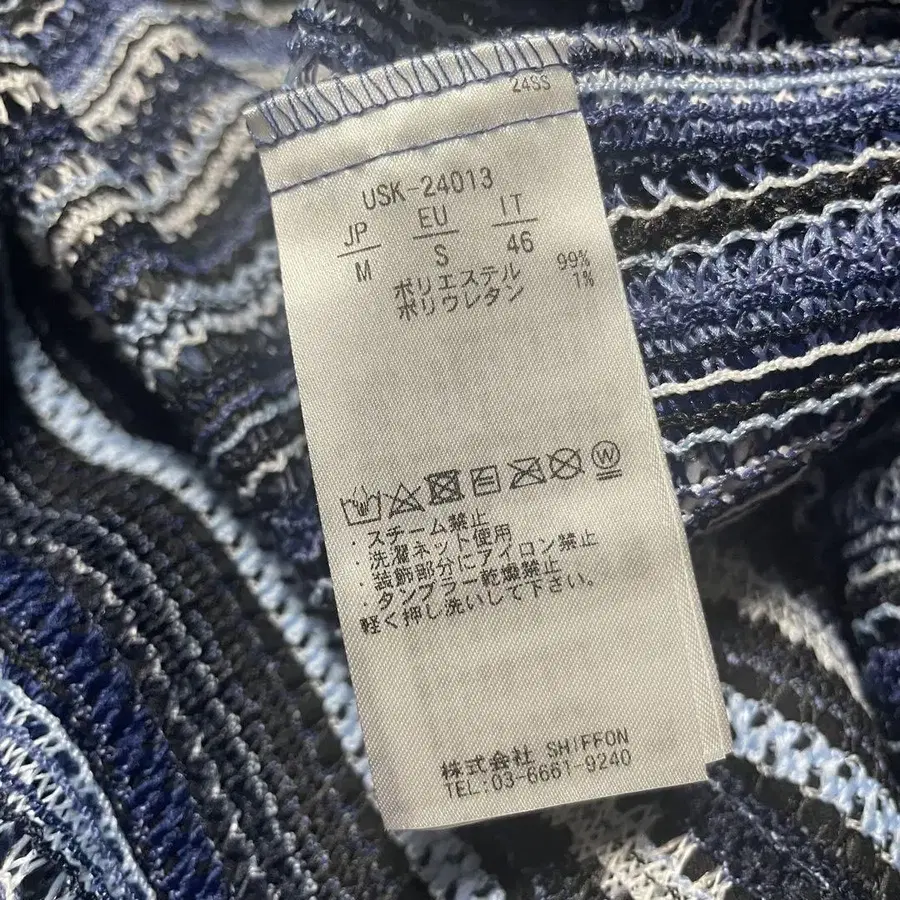 24SS
USK-24013
JP EU IT
M S 46
ポリエステル 99%
ポリウレタン 1%
W
・スチーム禁止
・洗濯ネット使用
・装飾部分にアイロン禁止
・タンブラー乾燥禁止
軽く押し洗いして下さい。
株式会社 SHIFFON
TEL:03-6661-9240